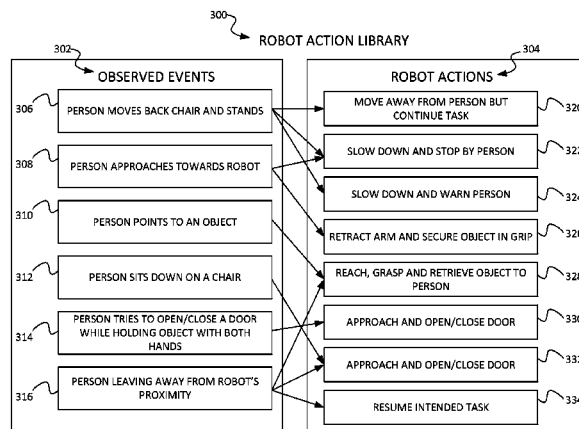 300
ROBOT ACTION LIBRARY
302
304
OBSERVED EVENTS
ROBOT ACTIONS
306
PERSON MOVES BACK CHAIR AND STANDS
MOVE AWAY FROM PERSON BUT
CONTINUE TASK
320
308
PERSON APPROACHES TOWARDS ROBOT
SLOW DOWN AND STOP BY PERSON
322
SLOW DOWN AND WARN PERSON
324
310
PERSON POINTS TO AN OBJECT
RETRACT ARM AND SECURE OBJECT IN GRIP
326
312
PERSON SITS DOWN ON A CHAIR
REACH, GRASP AND RETRIEVE OBJECT TO
PERSON
328
314
PERSON TRIES TO OPEN/CLOSE A DOOR
WHILE HOLDING OBJECT WITH BOTH
HANDS
APPROACH AND OPEN/CLOSE DOOR
330
316
PERSON LEAVING AWAY FROM ROBOT'S
PROXIMITY
APPROACH AND OPEN/CLOSE DOOR
332
RESUME INTENDED TASK
334